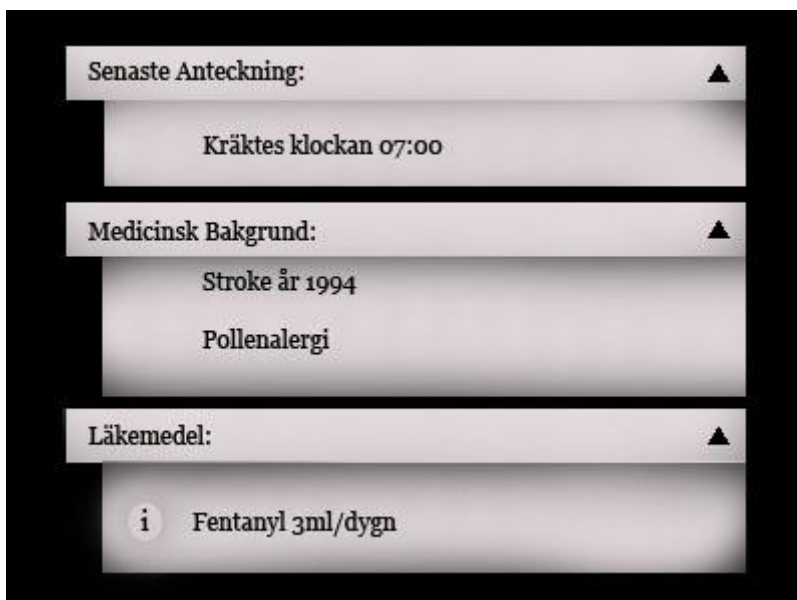 Senaste Anteckning:
Kräktes klockan 07:00
Medicinsk Bakgrund:
Stroke år 1994
Pollenalergi
Läkemedel:
i Fentanyl 3ml/dygn